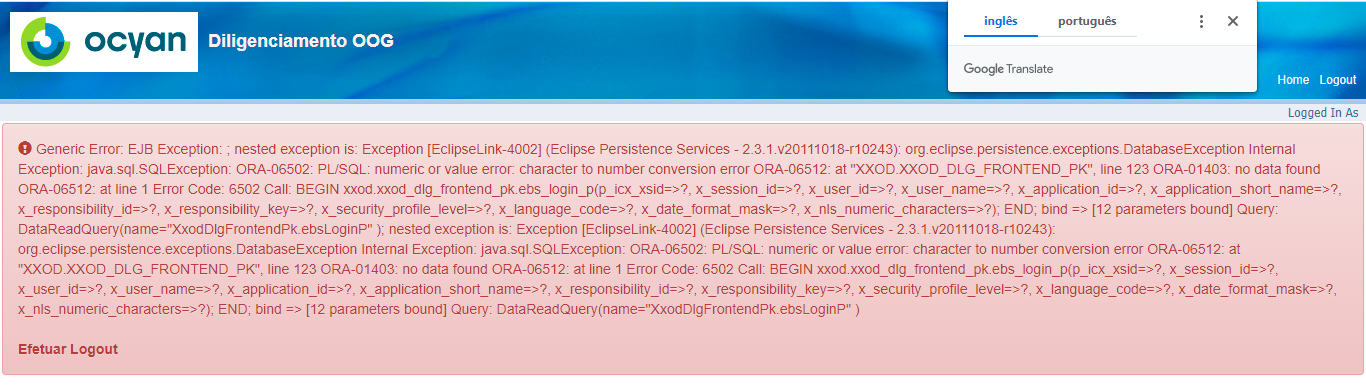 inglês português
ocyan Diligenciamento OOG
Google Translate
Home Logout
Logged In As
Generic Error: EJB Exception: ; nested exception is: Exception [EclipseLink-4002] (Eclipse Persistence Services - 2.3.1.v20111018-r10243): org.eclipse.persistence.exceptions.DatabaseException Internal
Exception: java.sql.SQLException: ORA-06502: PL/SQL: numeric or value error: character to number conversion error ORA-06512: at "XXOD.XXOD_DLG_FRONTEND_PK", line 123 ORA-01403: no data found
ORA-06512: at line 1 Error Code: 6502 Call: BEGIN xxod.xxod_dlg_frontend_pk.ebs_login_p(p_icx_xsid=>?, x_session_id=>?, x_user_id=>?, x_user_name=>?, x_application_id=>?, x_application_short_name=>?,
x_responsibility_id=>?, x_responsibility_key=>?, x_security_profile_level=>?, x_language_code=>?, x_date_format_mask=>?, x_nls_numeric_characters=>?); END; bind => [12 parameters bound] Query:
DataReadQuery(name="XxodDlgFrontendPk.ebsLoginP" ); nested exception is: Exception [EclipseLink-4002] (Eclipse Persistence Services - 2.3.1.v20111018-r10243):
org.eclipse.persistence.exceptions.DatabaseException Internal Exception: java.sql.SQLException: ORA-06502: PL/SQL: numeric or value error: character to number conversion error ORA-06512: at
"XXOD.XXOD_DLG_FRONTEND_PK", line 123 ORA-01403: no data found ORA-06512: at line 1 Error Code: 6502 Call: BEGIN xxod.xxod_dlg_frontend_pk.ebs_login_p(p_icx_xsid=>?, x_session_id=>?,
x_user_id=>?, x_user_name=>?, x_application_id=>?, x_application_short_name=>?, x_responsibility_id=>?, x_responsibility_key=>?, x_security_profile_level=>?, x_language_code=>?, x_date_format_mask=>?,
x_nls_numeric_characters=>?); END; bind => [12 parameters bound] Query: DataReadQuery(name="XxodDlgFrontendPk.ebsLoginP" )
Efetuar Logout